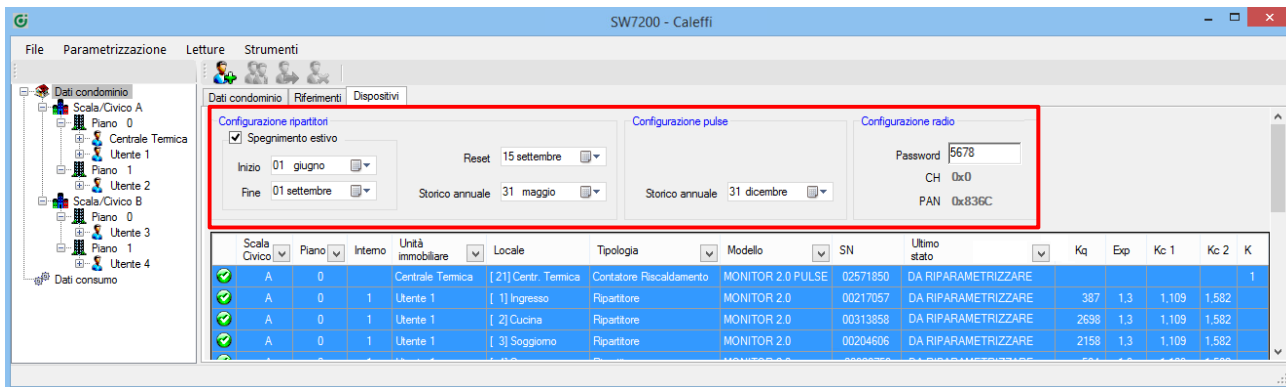 SW7200 - Caleffi
File Parametrizzazione Letture Strumenti
Dati condominio
Scala/Civico A
Piano 0
Centrale Termica
Utente 1
Piano 1
Utente 2
Scala/Civico B
Piano 0
Utente 3
Piano 1
Utente 4
Dati consumo
Dati condominio Riferimenti Dispositivi
Configurazione ripartitori
Spegnimento estivo
Inizio 01 giugno
Fine 01 settembre
Reset 15 settembre
Storico annuale 31 maggio
Configurazione pulse
Storico annuale 31 dicembre
Configurazione radio
Password 5678
CH 0x0
PAN 0x836C
Scala Civico Piano Interno Unità immobiliare Locale Tipologia Modello SN Ultimo stato Kq Exp Kc 1 Kc 2 K
A 0 Centrale Termica [ 21] Centr. Termica Contatore Riscaldamento MONITOR 2.0 PULSE 02571850 DA RIPARAMETRIZZARE 1
A 0 1 Utente 1 [ 1] Ingresso Ripartitore MONITOR 2.0 00217057 DA RIPARAMETRIZZARE 387 1,3 1,109 1,582
A 0 1 Utente 1 [ 2] Cucina Ripartitore MONITOR 2.0 00313858 DA RIPARAMETRIZZARE 2698 1,3 1,109 1,582
A 0 1 Utente 1 [ 3] Soggiorno Ripartitore MONITOR 2.0 00204606 DA RIPARAMETRIZZARE 2158 1,3 1,109 1,582